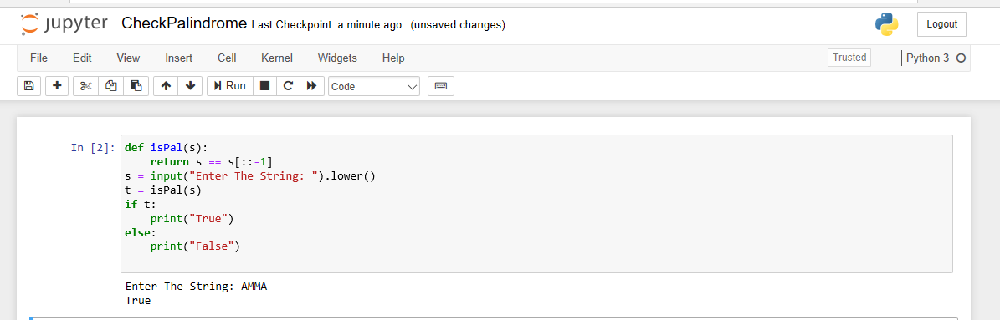 jupyter CheckPalindrome Last Checkpoint: a minute ago (unsaved changes)
Logout
File Edit View Insert Cell Kernel Widgets Help
Trusted
Python 3
Run
Code
In [2]: def isPal(s):
    return s == s[::-1]
s = input("Enter The String: ").lower()
t = isPal(s)
if t:
    print("True")
else:
    print("False")
Enter The String: AMMA
True